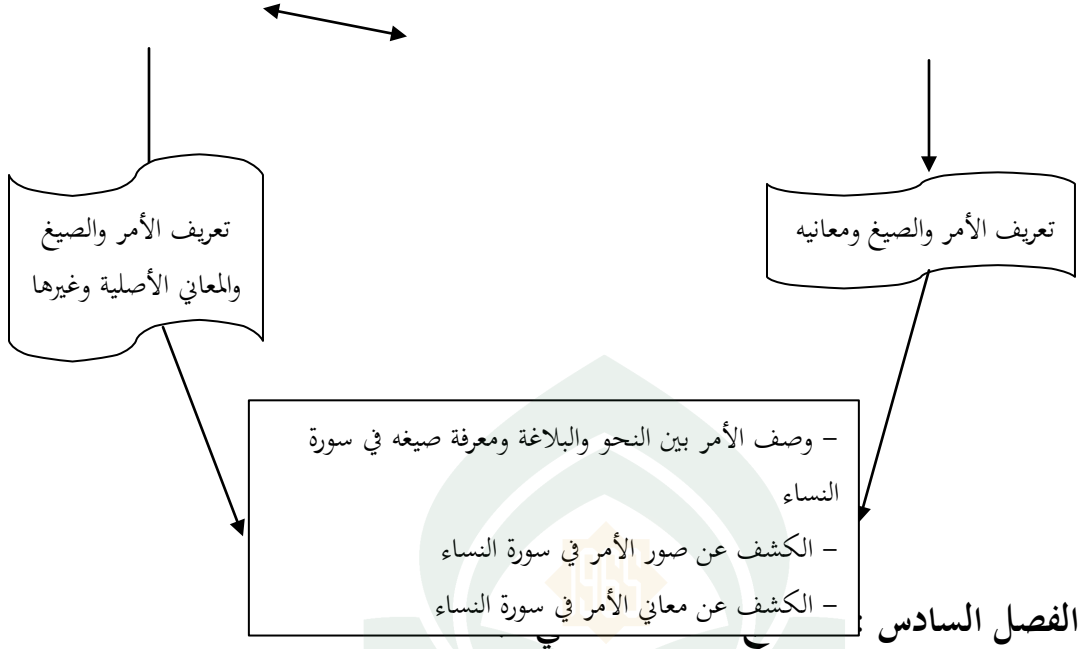 تعريف الأمر والصيغ ومعانيه
تعريف الأمر والصيغ
والمعاني الأصلية وغيرها
– وصف الأمر بين النحو والبلاغة ومعرفة صيغه في سورة
النساء
– الكشف عن صور الأمر في سورة النساء
– الكشف عن معاني الأمر في سورة النساء
الفصل السادس :